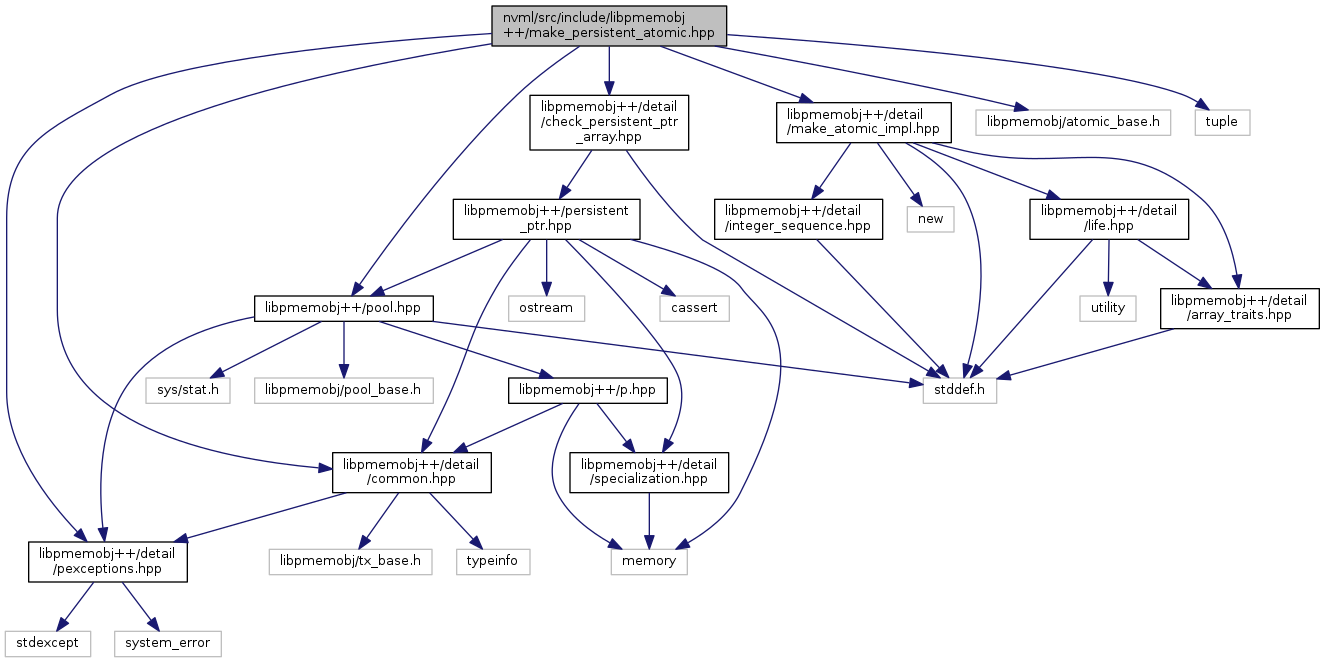 nvml/src/include/libpmemobj
++/make_persistent_atomic.hpp
libpmemobj++/detail
/check_persistent_ptr
_array.hpp
libpmemobj++/detail
/make_atomic_impl.hpp
libpmemobj/atomic_base.h
tuple
libpmemobj++/persistent
_ptr.hpp
libpmemobj++/detail
/integer_sequence.hpp
new
libpmemobj++/detail
/life.hpp
libpmemobj++/pool.hpp
ostream
cassert
utility
libpmemobj++/detail
/array_traits.hpp
sys/stat.h
libpmemobj/pool_base.h
libpmemobj++/p.hpp
stddef.h
libpmemobj++/detail
/common.hpp
libpmemobj++/detail
/specialization.hpp
libpmemobj++/detail
/pexceptions.hpp
libpmemobj/tx_base.h
typeinfo
memory
stdexcept
system_error